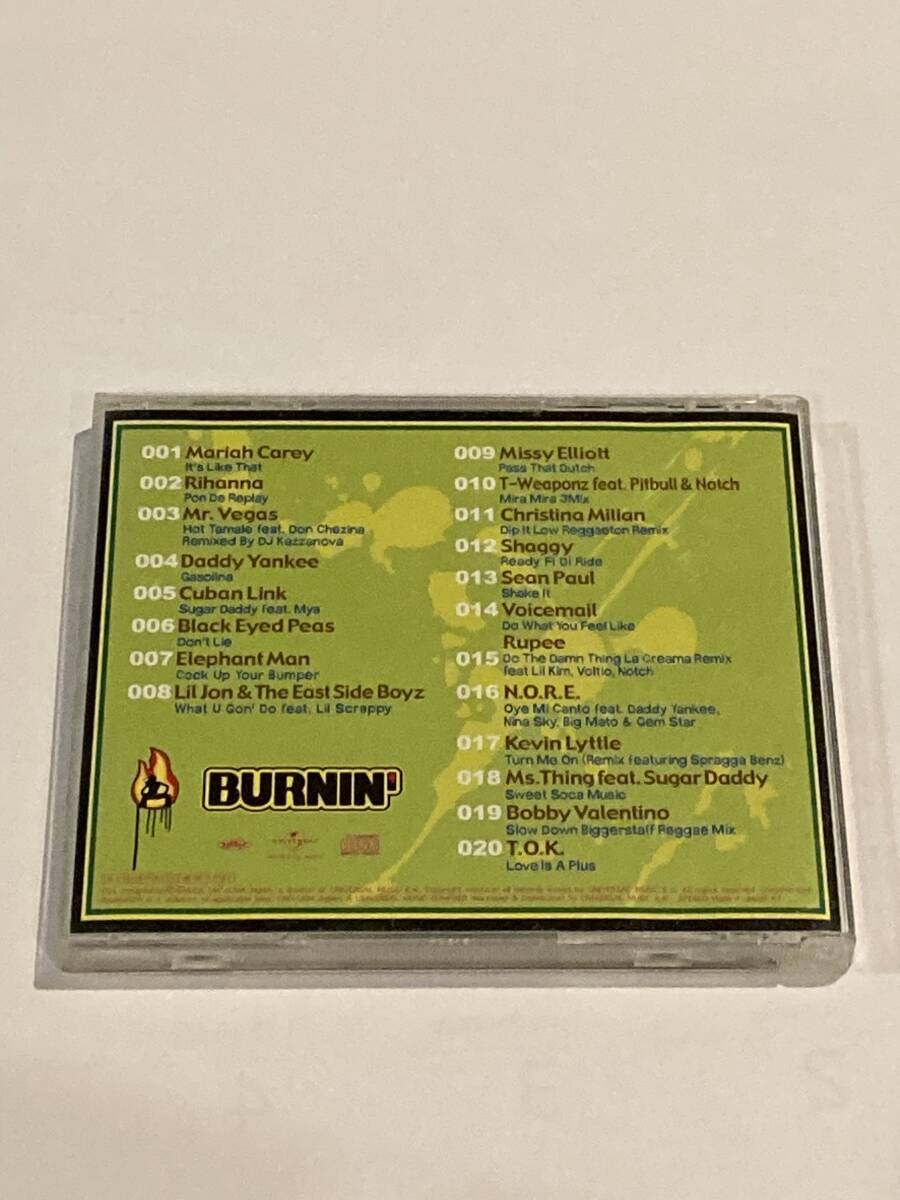 001 Mariah Carey
It's Like That
002 Rihanna
Pon De Replay
003 Mr. Vegas
Hot Tamale feat. Don Chezina
Remixed By DJ Kazzanova
004 Daddy Yankee
Gasolina
005 Cuban Link
Sugar Daddy feat. Mya
006 Black Eyed Peas
Don't Lie
007 Elephant Man
Cock Up Your Bumper
008 Lil Jon & The East Side Boyz
What U Gon' Do feat. Lil Scrappy
BURNIN'
009 Missy Elliott
Pass That Dutch
010 T-Weaponz feat. Pitbull & Notch
Mira Mira 3Mix
011 Christina Milian
Dip It Low Reggaeton Remix
012 Shaggy
Ready Fi Di Ride
013 Sean Paul
Shake It
014 Voicemail
Do What You Feel Like
Rupee
015 Do The Damn Thing La Creama Remix
feat Lil Kim, Voltio, Notch
016 N.O.R.E.
Oye Mi Canto feat. Daddy Yankee,
Nina Sky, Big Mato & Gem Star
017 Kevin Lyttle
Turn Me On (Remix featuring Spragga Benz)
018 Ms.Thing feat. Sugar Daddy
Sweet Soca Music
019 Bobby Valentino
Slow Down Biggerstaff Reggae Mix
020 T.O.K.
Love Is A Plus